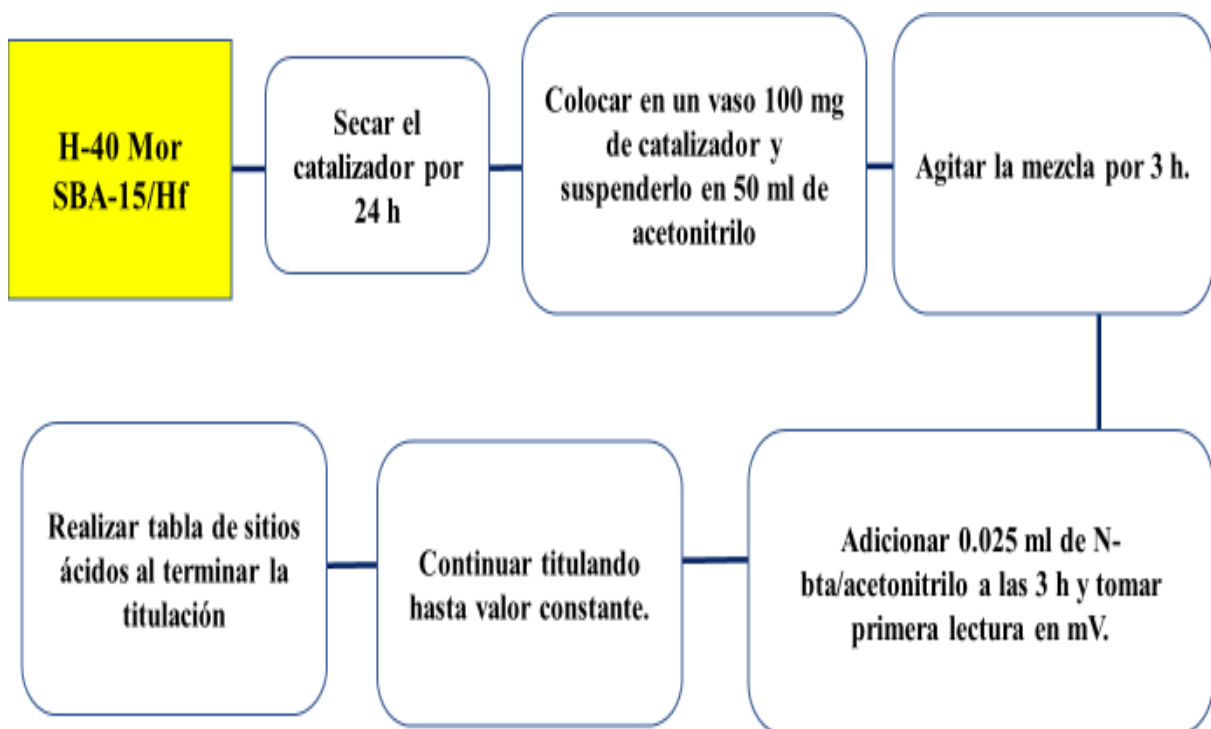 H-40 Mor
SBA-15/Hf
Secar el
catalizador por
24 h
Colocar en un vaso 100 mg
de catalizador y
suspenderlo en 50 ml de
acetonitrilo
Agitar la mezcla por 3 h.
Adicionar 0.025 ml de N-
bta/acetonitrilo a las 3 h y tomar
primera lectura en mV.
Continuar titulando
hasta valor constante.
Realizar tabla de sitios
ácidos al terminar la
titulación